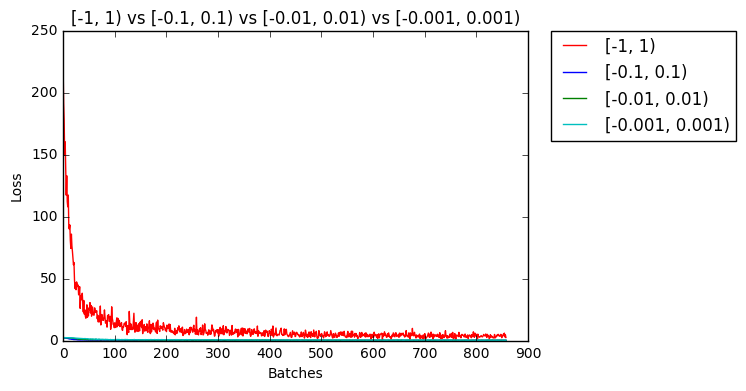 [-1, 1) vs [-0.1, 0.1) vs [-0.01, 0.01) vs [-0.001, 0.001)
250
200
150
100
50
0
Loss
0 100 200 300 400 500 600 700 800 900
Batches
[-1, 1)
[-0.1, 0.1)
[-0.01, 0.01)
[-0.001, 0.001)